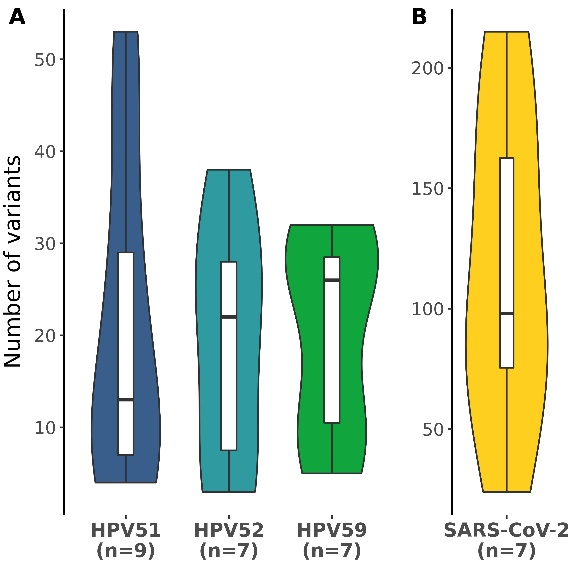 A
B
Number of variants
50
40
30
20
10
200
150
100
50
HPV51
(n=9)
HPV52
(n=7)
HPV59
(n=7)
SARS-CoV-2
(n=7)